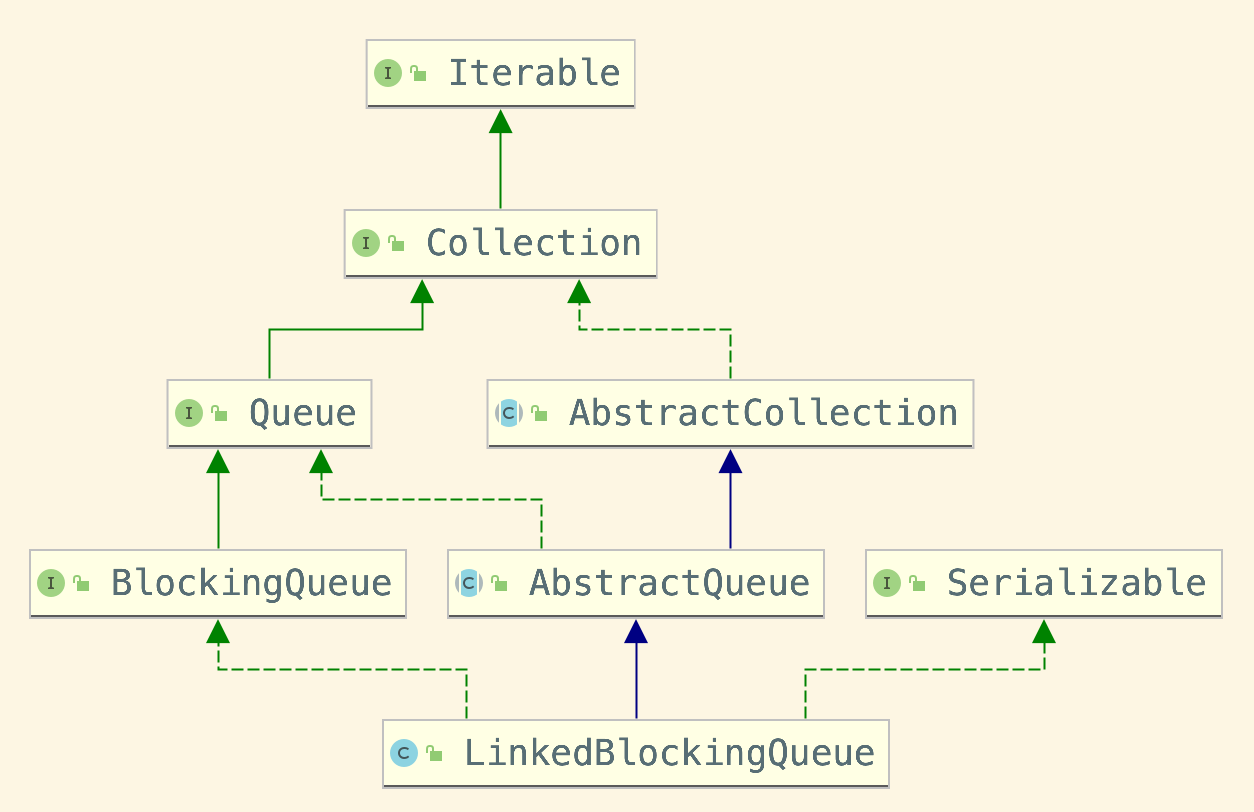 I Iterable
I Collection
I Queue
C AbstractCollection
I BlockingQueue
C AbstractQueue
I Serializable
C LinkedBlockingQueue